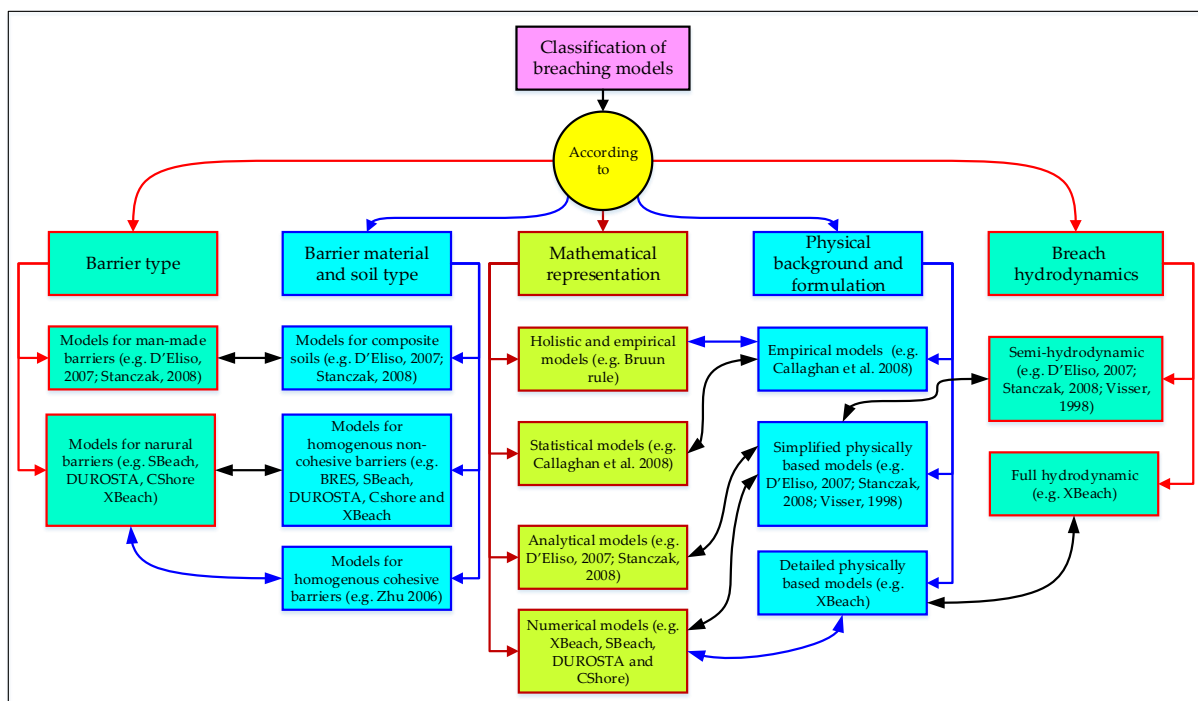 Classification of
breaching models
According
to
Barrier type
Barrier material
and soil type
Mathematical
representation
Physical
background and
formulation
Breach
hydrodynamics
Models for man-made
barriers (e.g. D'Eliso,
2007; Stanczak, 2008)
Models for composite
soils (e.g. D'Eliso, 2007;
Stanczak, 2008)
Holistic and empirical
models (e.g. Bruun
rule)
Empirical models (e.g.
Callaghan et al. 2008)
Semi-hydrodynamic
(e.g. D'Eliso, 2007;
Stanczak, 2008; Visser,
1998)
Models for narural
barriers (e.g. SBeach,
DUROSTA, CShore
XBeach)
Models for
homogenous non-
cohesive barriers (e.g.
BRES, SBeach,
DUROSTA, Cshore and
XBeach
Statistical models (e.g.
Callaghan et al. 2008)
Simplified physically
based models (e.g.
D'Eliso, 2007; Stanczak,
2008; Visser, 1998)
Full hydrodynamic
(e.g. XBeach)
Models for
homogenous cohesive
barriers (e.g. Zhu 2006)
Analytical models (e.g.
D'Eliso, 2007; Stanczak,
2008)
Detailed physically
based models (e.g.
XBeach)
Numerical models (e.g.
XBeach, SBeach,
DUROSTA and
CShore)